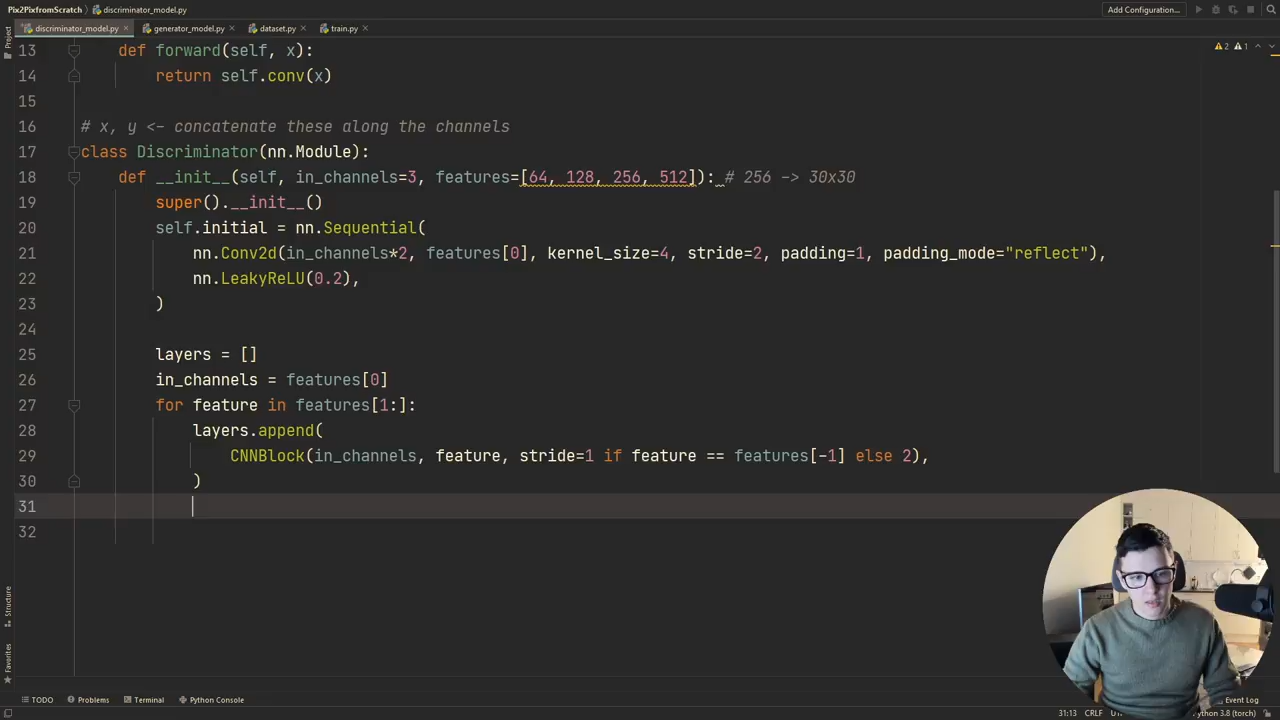 Pix2PixfromScratch
discriminator_model.py
Add Configuration...
discriminator_model.py
generator_model.py
dataset.py
train.py
Project
2
1
13 def forward(self, x):
14 return self.conv(x)
15
16 # x, y <- concatenate these along the channels
17 class Discriminator(nn.Module):
18 def __init__(self, in_channels=3, features=[64, 128, 256, 512]): # 256 -> 30x30
19 super().__init__()
20 self.initial = nn.Sequential(
21 nn.Conv2d(in_channels*2, features[0], kernel_size=4, stride=2, padding=1, padding_mode="reflect"),
22 nn.LeakyReLU(0.2),
23 )
24
25 layers = []
26 in_channels = features[0]
27 for feature in features[1:]:
28 layers.append(
29 CNNBlock(in_channels, feature, stride=1 if feature == features[-1] else 2),
30 )
31
32
Structure
Favorites
TODO
Problems
Terminal
Python Console
Event Log
31:13
CRLF
Python 3.8 (torch)